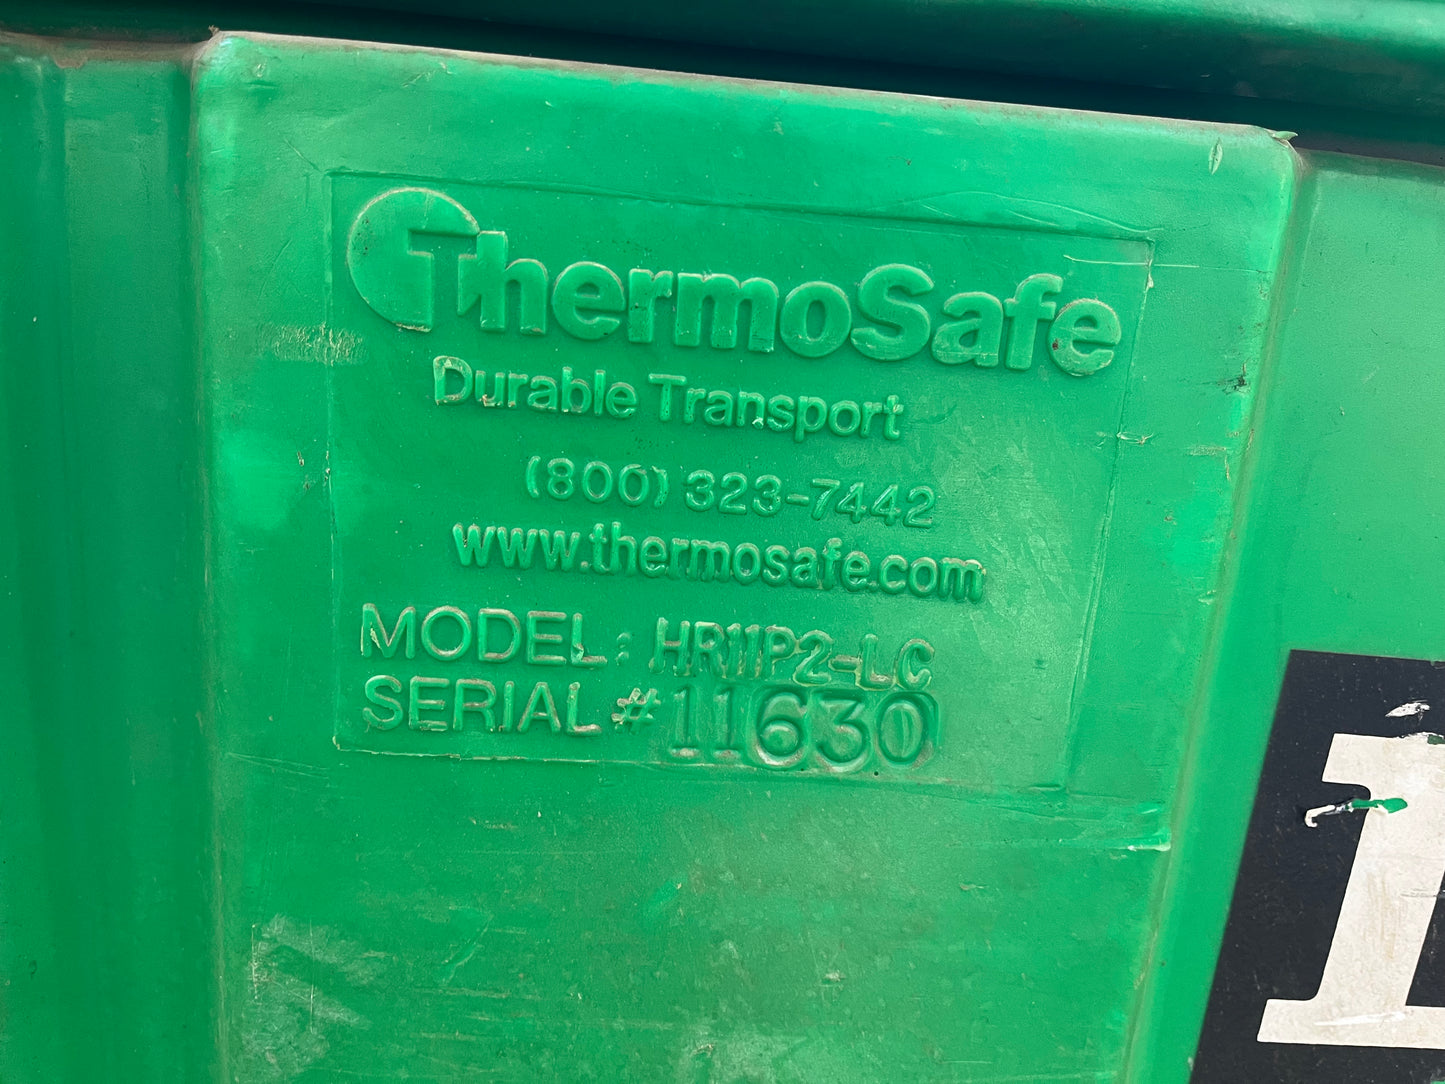 ThermoSafe
Durable Transport
(800) 323-7442
www.thermosafe.com
MODEL: HR11P2-LC
SERIAL # 11630